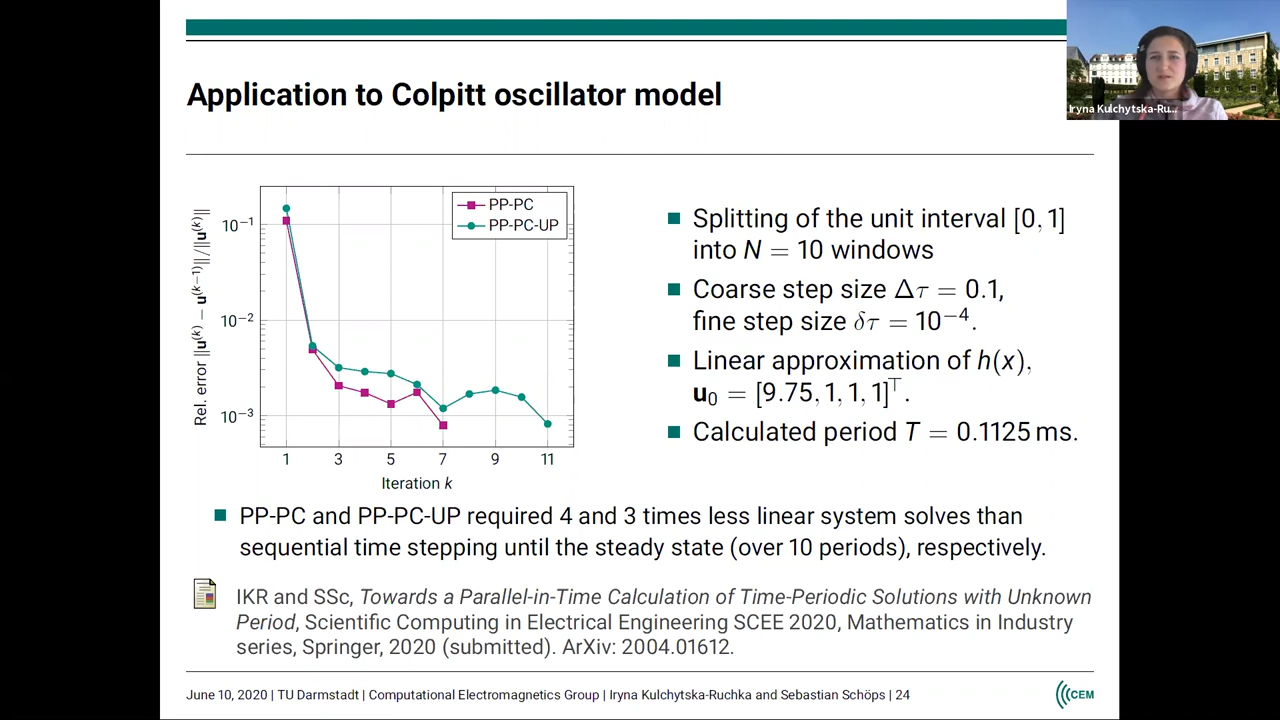 Iryna Kulchytska-Ru...
Application to Colpitt oscillator model
PP-PC
PP-PC-UP
10⁻¹
10⁻²
10⁻³
Rel. error ||u⁽ᵏ⁾ − u⁽ᵏ⁻¹⁾||/||u⁽ᵏ⁾||
1 3 5 7 9 11
Iteration k
Splitting of the unit interval [0, 1]
into N = 10 windows
Coarse step size Δτ = 0.1,
fine step size δτ = 10⁻⁴.
Linear approximation of h(x),
u₀ = [9.75, 1, 1, 1]⊤.
Calculated period T = 0.1125 ms.
PP-PC and PP-PC-UP required 4 and 3 times less linear system solves than
sequential time stepping until the steady state (over 10 periods), respectively.
IKR and SSc, Towards a Parallel-in-Time Calculation of Time-Periodic Solutions with Unknown
Period, Scientific Computing in Electrical Engineering SCEE 2020, Mathematics in Industry
series, Springer, 2020 (submitted). ArXiv: 2004.01612.
June 10, 2020 | TU Darmstadt | Computational Electromagnetics Group | Iryna Kulchytska-Ruchka and Sebastian Schöps | 24
CEM